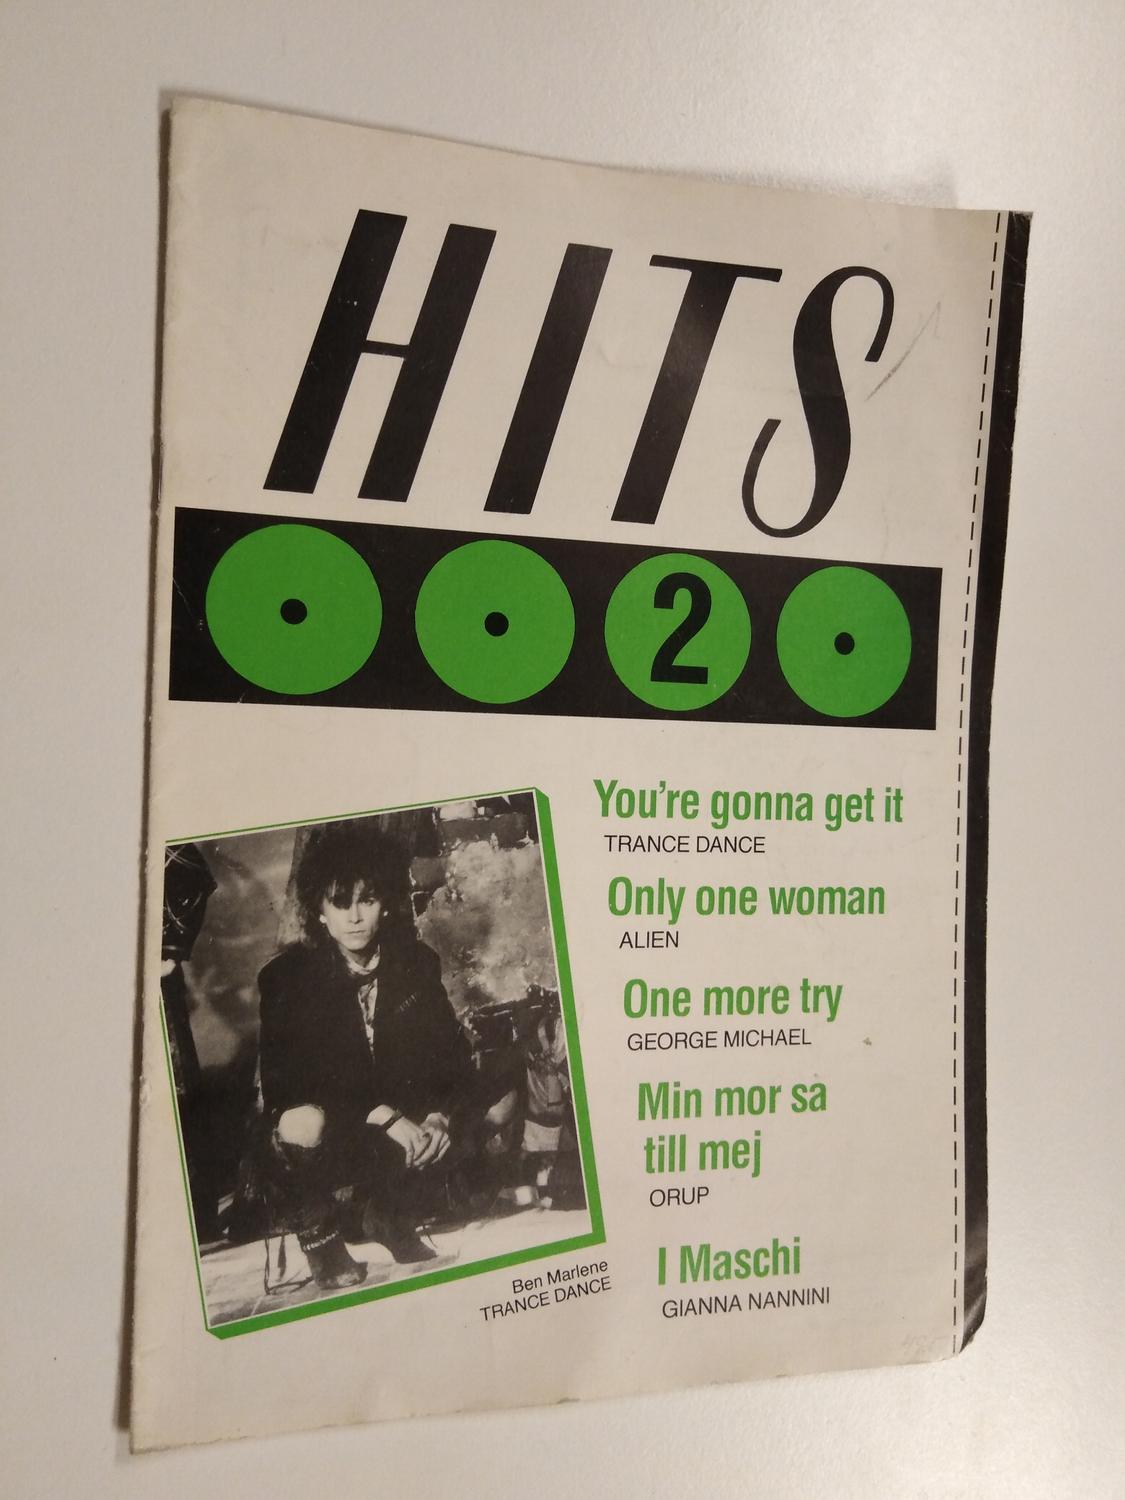 HITS
2
You're gonna get it
TRANCE DANCE
Only one woman
ALIEN
One more try
GEORGE MICHAEL
Min mor sa
till mej
ORUP
I Maschi
GIANNA NANNINI
Ben Marlene
TRANCE DANCE